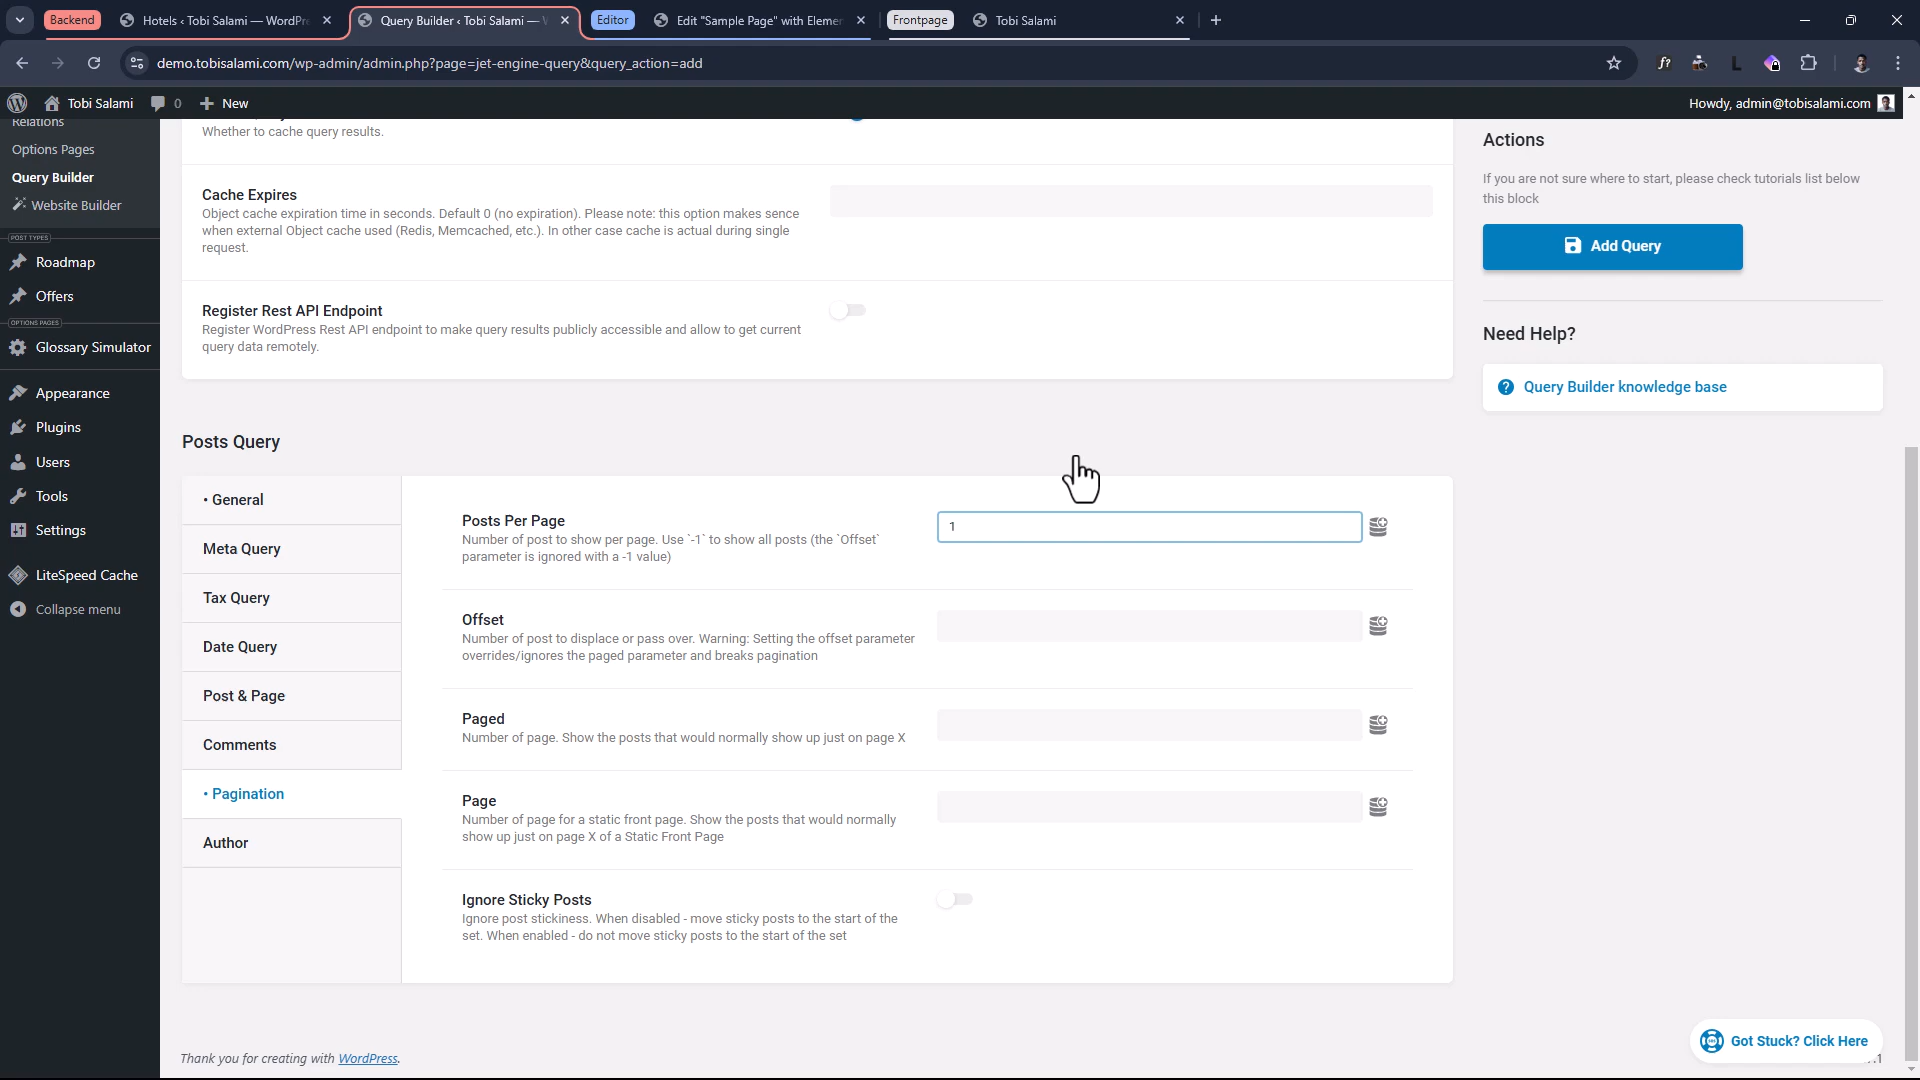 Backend
Hotels ‹ Tobi Salami — WordPr
Query Builder ‹ Tobi Salami —
Editor
Edit "Sample Page" with Eleme
Frontpage
Tobi Salami
demo.tobisalami.com/wp-admin/admin.php?page=jet-engine-query&query_action=add
Tobi Salami
0
New
Howdy, admin@tobisalami.com
Relations
Options Pages
Query Builder
Website Builder
POST TYPES
Roadmap
Offers
OPTIONS PAGES
Glossary Simulator
Appearance
Plugins
Users
Tools
Settings
LiteSpeed Cache
Collapse menu
Whether to cache query results.
Cache Expires
Object cache expiration time in seconds. Default 0 (no expiration). Please note: this option makes sence
when external Object cache used (Redis, Memcached, etc.). In other case cache is actual during single
request.
Register Rest API Endpoint
Register WordPress Rest API endpoint to make query results publicly accessible and allow to get current
query data remotely.
Actions
If you are not sure where to start, please check tutorials list below
this block
Add Query
Need Help?
Query Builder knowledge base
Posts Query
• General
Meta Query
Tax Query
Date Query
Post & Page
Comments
• Pagination
Author
Posts Per Page
Number of post to show per page. Use `-1` to show all posts (the `Offset`
parameter is ignored with a -1 value)
1
Offset
Number of post to displace or pass over. Warning: Setting the offset parameter
overrides/ignores the paged parameter and breaks pagination
Paged
Number of page. Show the posts that would normally show up just on page X
Page
Number of page for a static front page. Show the posts that would normally
show up just on page X of a Static Front Page
Ignore Sticky Posts
Ignore post stickiness. When disabled - move sticky posts to the start of the
set. When enabled - do not move sticky posts to the start of the set
Thank you for creating with WordPress.
Got Stuck? Click Here